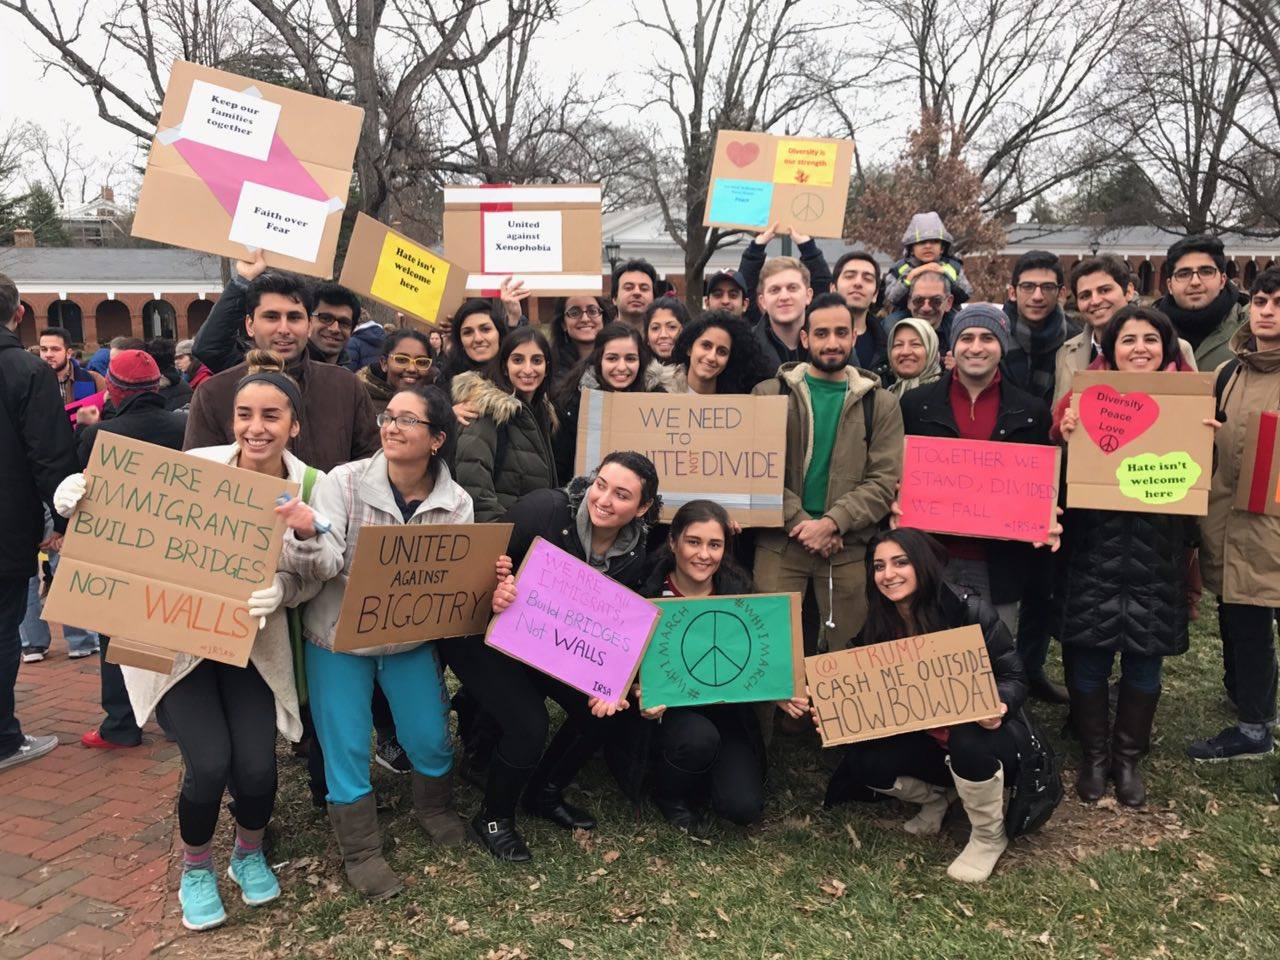 Keep our
families
together
Faith over
Fear
Hate isn't
welcome
here
United
against
Xenophobia
Diversity is
our strength
Peace
WE NEED
TO
UNITE NOT DIVIDE
TOGETHER WE
STAND, DIVIDED
WE FALL
*IRSA*
Diversity
Peace
Love
Hate isn't
welcome
here
WE ARE ALL
IMMIGRANTS
BUILD BRIDGES
NOT WALLS
*IRSA*
UNITED
AGAINST
BIGOTRY
WE ARE All
IMMIGRANTS,
Build BRIDGES
Not WALLS
IRSA
#WHYIMARCH
#WHYIMARCH
@ TRUMP:
CASH ME OUTSIDE
HOWBOWDAT